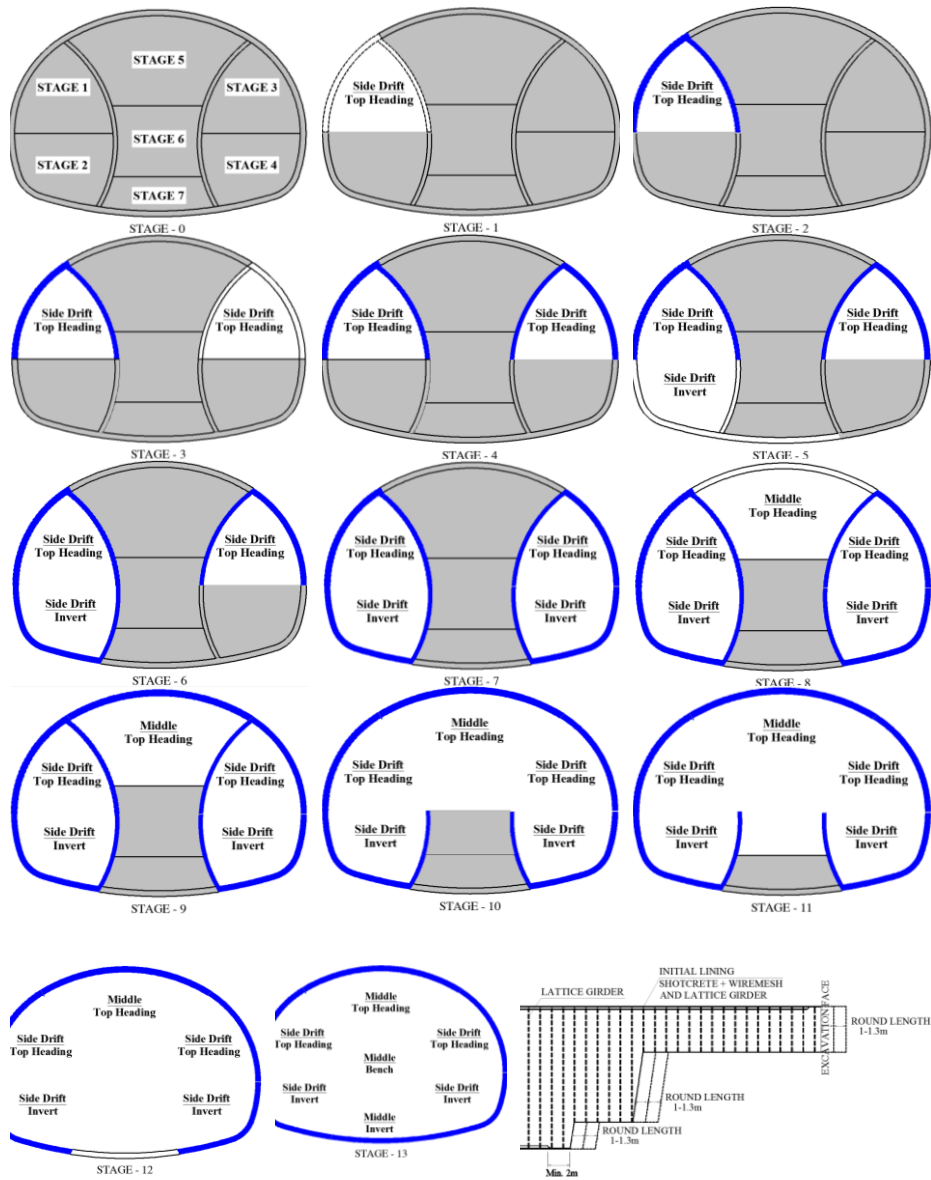 STAGE 5
STAGE 1
STAGE 3
STAGE 6
STAGE 2
STAGE 4
STAGE 7
STAGE - 0
Side Drift
Top Heading
STAGE - 1
Side Drift
Top Heading
STAGE - 2
Side Drift
Top Heading
Side Drift
Top Heading
STAGE - 3
Side Drift
Top Heading
Side Drift
Top Heading
STAGE - 4
Side Drift
Top Heading
Side Drift
Top Heading
Side Drift
Invert
STAGE - 5
Side Drift
Top Heading
Side Drift
Top Heading
Side Drift
Invert
STAGE - 6
Side Drift
Top Heading
Side Drift
Top Heading
Side Drift
Invert
Side Drift
Invert
STAGE - 7
Middle
Top Heading
Side Drift
Top Heading
Side Drift
Top Heading
Side Drift
Invert
Side Drift
Invert
STAGE - 8
Middle
Top Heading
Side Drift
Top Heading
Side Drift
Top Heading
Side Drift
Invert
Side Drift
Invert
STAGE - 9
Middle
Top Heading
Side Drift
Top Heading
Side Drift
Top Heading
Side Drift
Invert
Side Drift
Invert
STAGE - 10
Middle
Top Heading
Side Drift
Top Heading
Side Drift
Top Heading
Side Drift
Invert
Side Drift
Invert
STAGE - 11
Middle
Top Heading
Side Drift
Top Heading
Side Drift
Top Heading
Side Drift
Invert
Side Drift
Invert
STAGE - 12
Middle
Top Heading
Side Drift
Top Heading
Side Drift
Top Heading
Middle
Bench
Side Drift
Invert
Side Drift
Invert
Middle
Invert
STAGE - 13
LATTICE GIRDER
INITIAL LINING
SHOTCRETE + WIREMESH
AND LATTICE GIRDER
EXCAVATION FACE
ROUND LENGTH
1-1.3m
ROUND LENGTH
1-1.3m
ROUND LENGTH
1-1.3m
Min. 2m